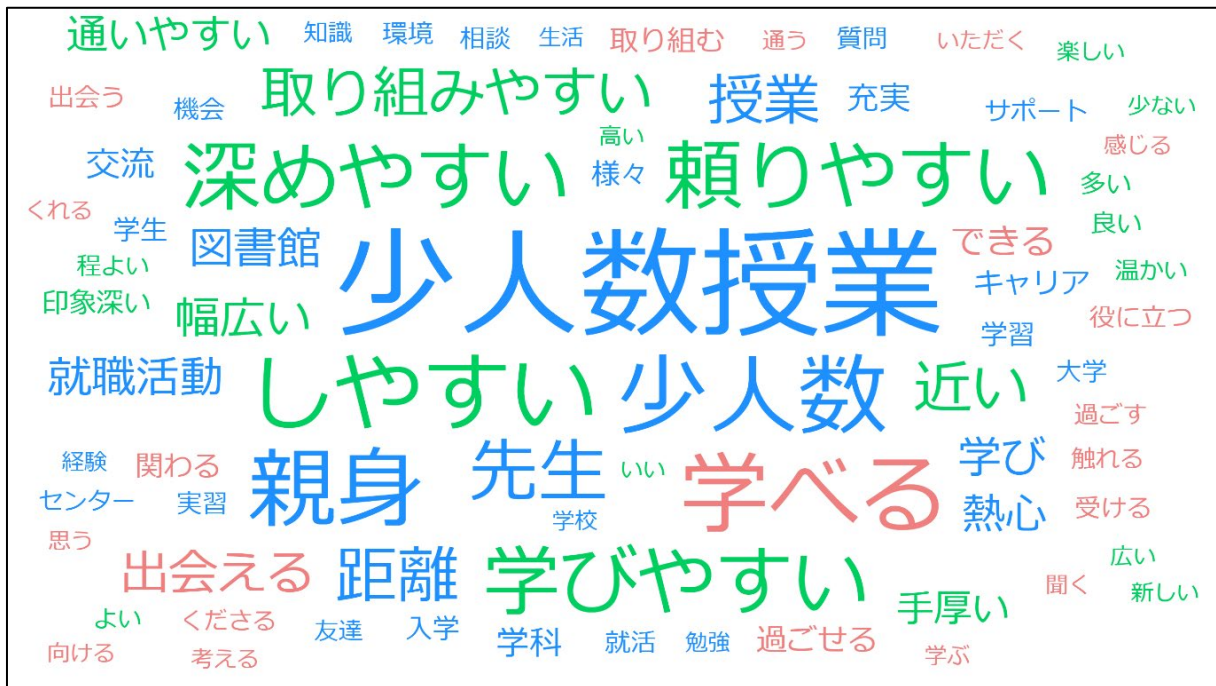 通いやすい 知識 環境 相談 生活 取り組む 通う 質問 いただく 楽しい
出会う 機会 取り組みやすい 授業 充実 サポート 少ない
交流 深めやすい 高い 様々 頼りやすい 感じる 多い
くれる 学生 図書館 少人数授業 できる 良い
程よい キャリア 温かい
印象深い 幅広い 学習 役に立つ
就職活動 しやすい 少人数 近い 大学 過ごす
経験 関わる 親身 先生 いい 学べる 学び 触れる
センター 実習 学校 熱心 受ける
思う 出会える 距離 学びやすい 手厚い 聞く 広い 新しい
よい くださる 友達 入学 学科 就活 勉強 過ごせる
向ける 考える 学ぶ